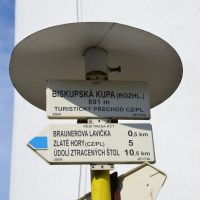 BISKUPSKÁ KUPA (ROZHL.)
891 m
TURISTICKÝ PŘECHOD CZ/PL
BRAUNEROVA LAVIČKA 0,5 km
ZLATÉ HORY (CZ/PL) 5
ÚDOLÍ ZTRACENÝCH ŠTOL 10,5 km